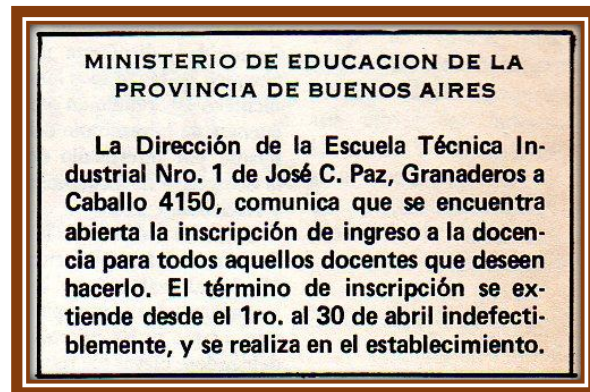 MINISTERIO DE EDUCACION DE LA
PROVINCIA DE BUENOS AIRES
La Dirección de la Escuela Técnica In-
dustrial Nro. 1 de José C. Paz, Granaderos a
Caballo 4150, comunica que se encuentra
abierta la inscripción de ingreso a la docen-
cia para todos aquellos docentes que deseen
hacerlo. El término de inscripción se ex-
tiende desde el 1ro. al 30 de abril indefecti-
blemente, y se realiza en el establecimiento.